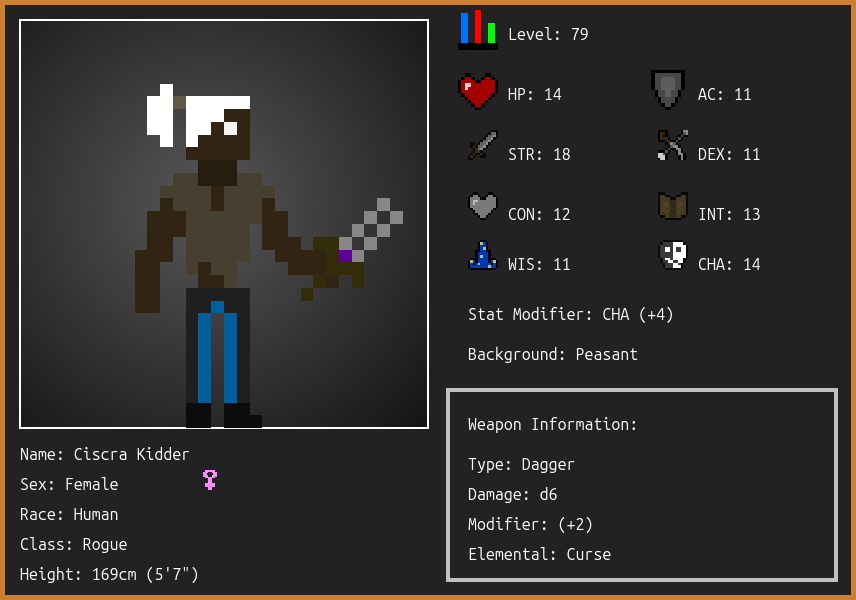 Level: 79
HP: 14
AC: 11
STR: 18
DEX: 11
CON: 12
INT: 13
WIS: 11
CHA: 14
Stat Modifier: CHA (+4)
Background: Peasant
Weapon Information:
Type: Dagger
Damage: d6
Modifier: (+2)
Elemental: Curse
Name: Ciscra Kidder
Sex: Female
Race: Human
Class: Rogue
Height: 169cm (5'7")